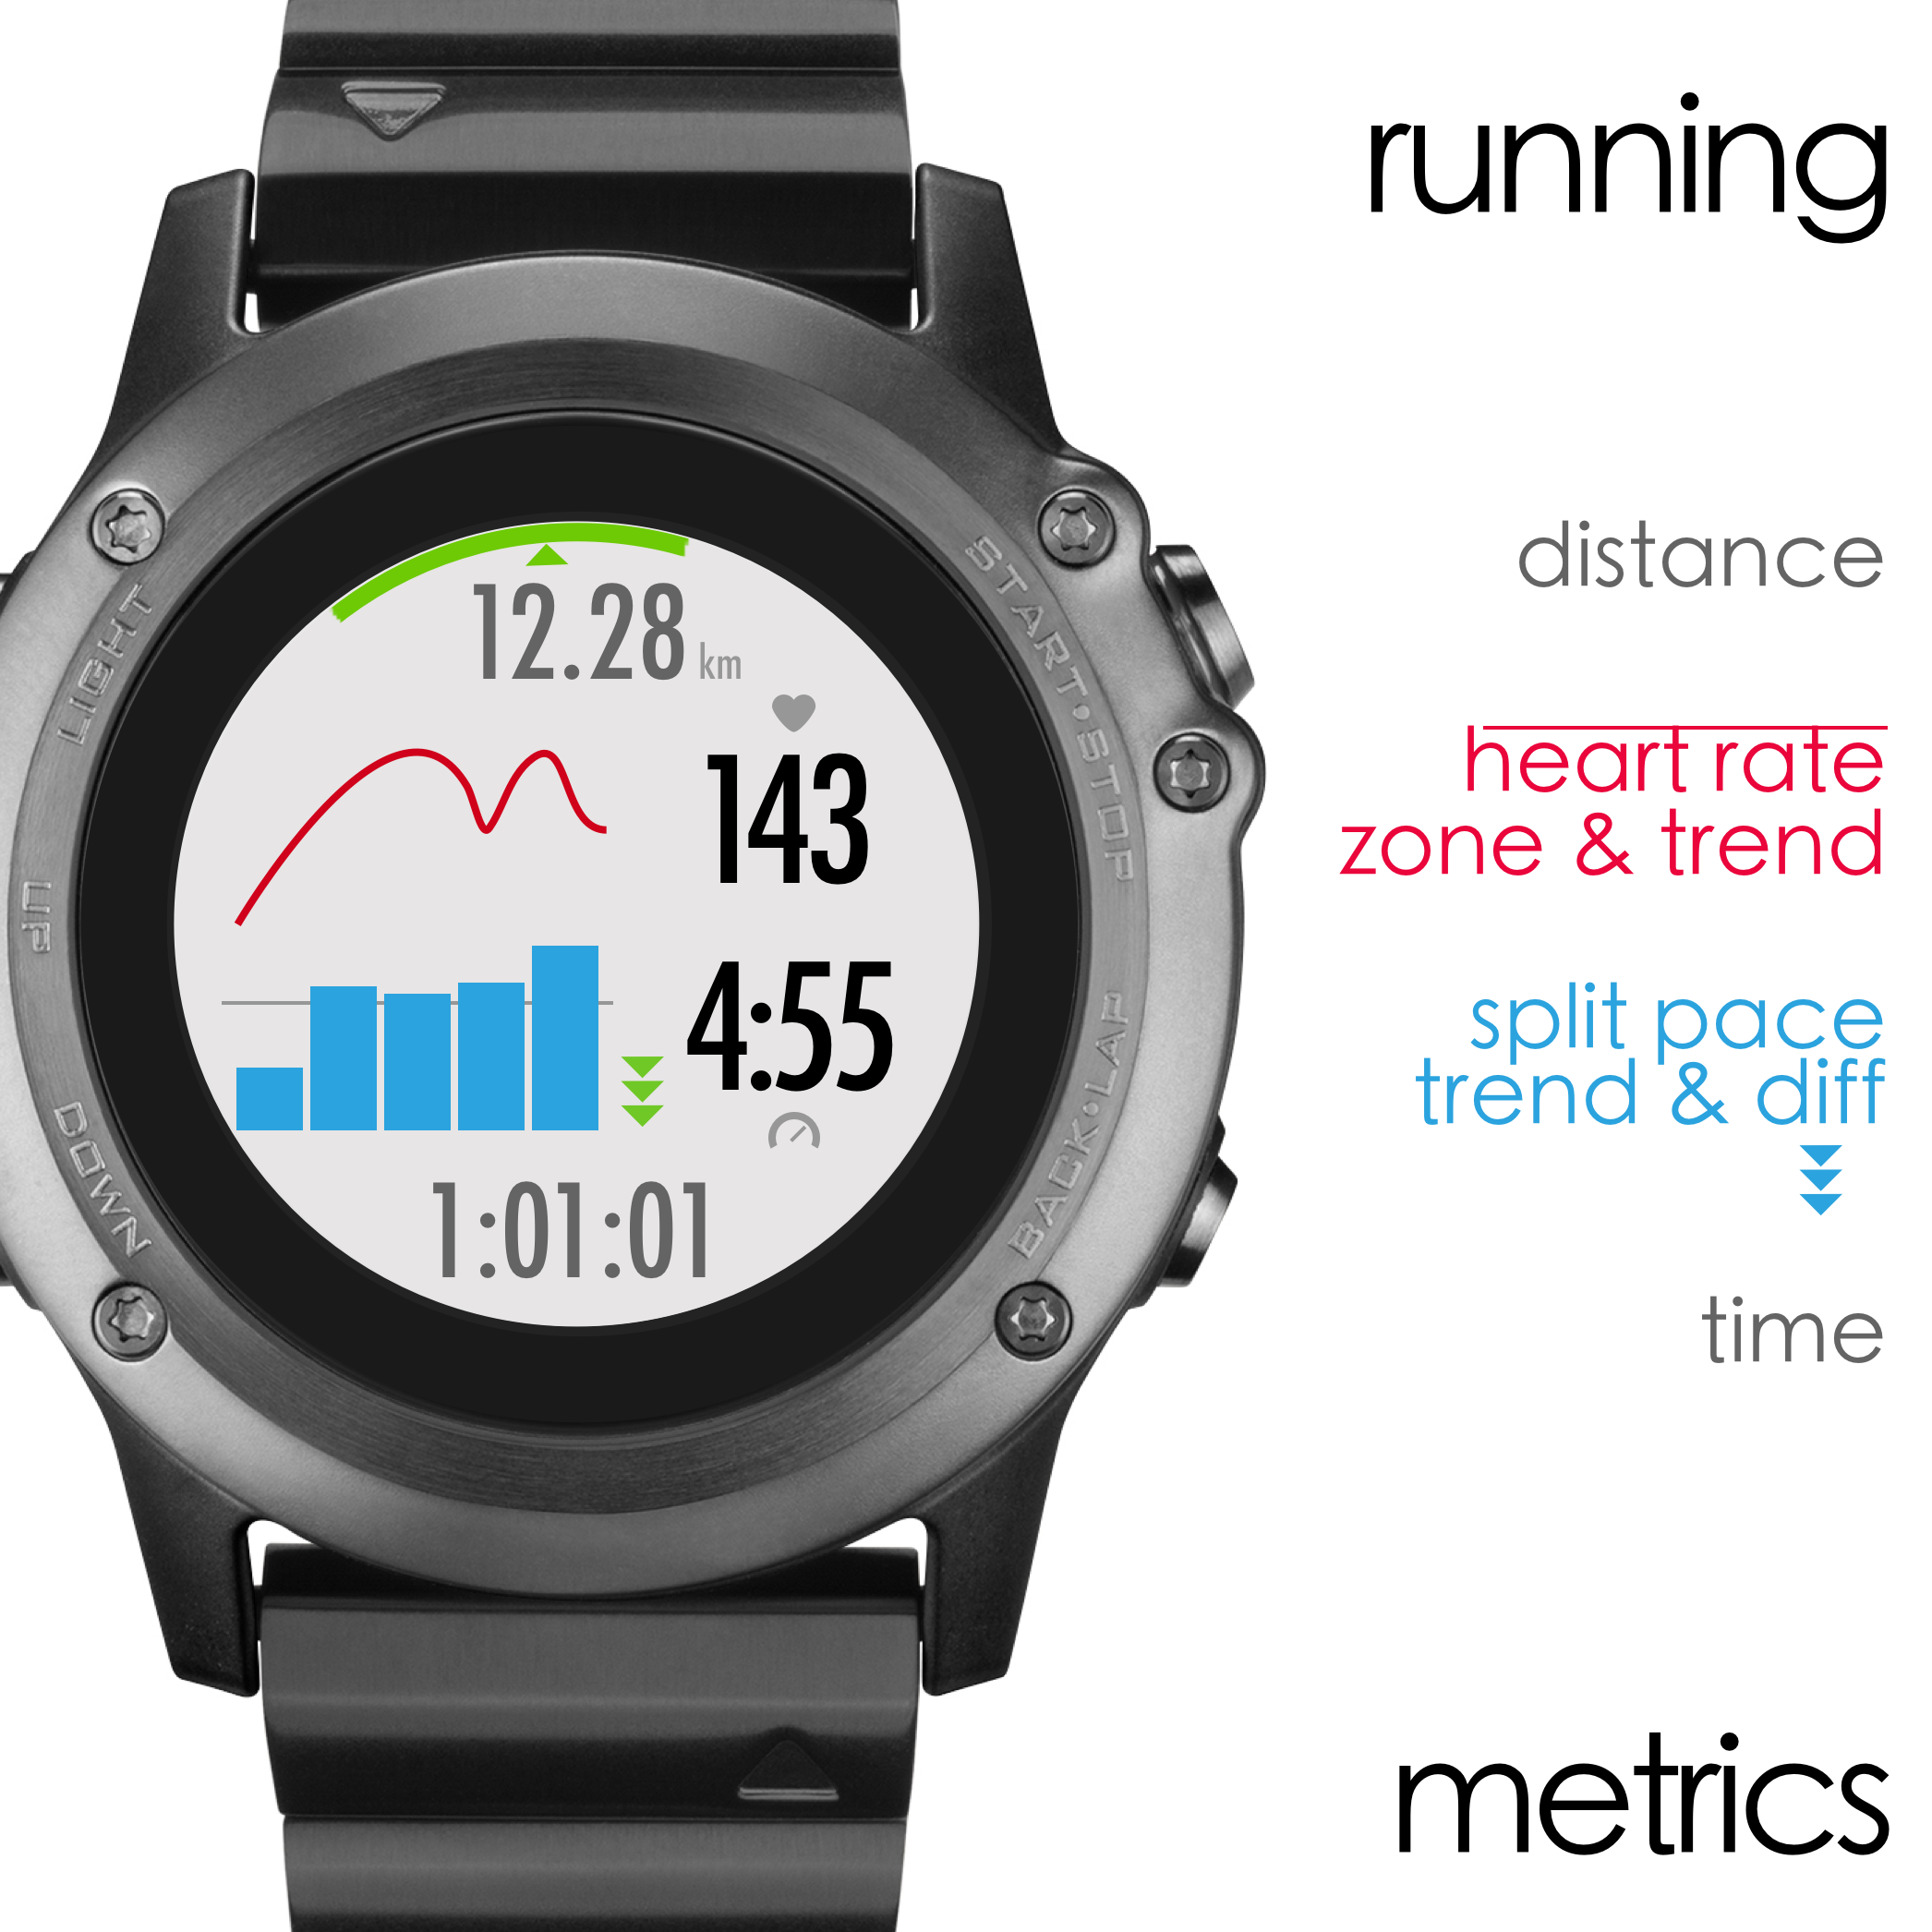 running
distance
heart rate
zone & trend
split pace
trend & diff
time
metrics
LIGHT
UP
DOWN
START•STOP
BACK•LAP
12.28 km
143
4:55
1:01:01